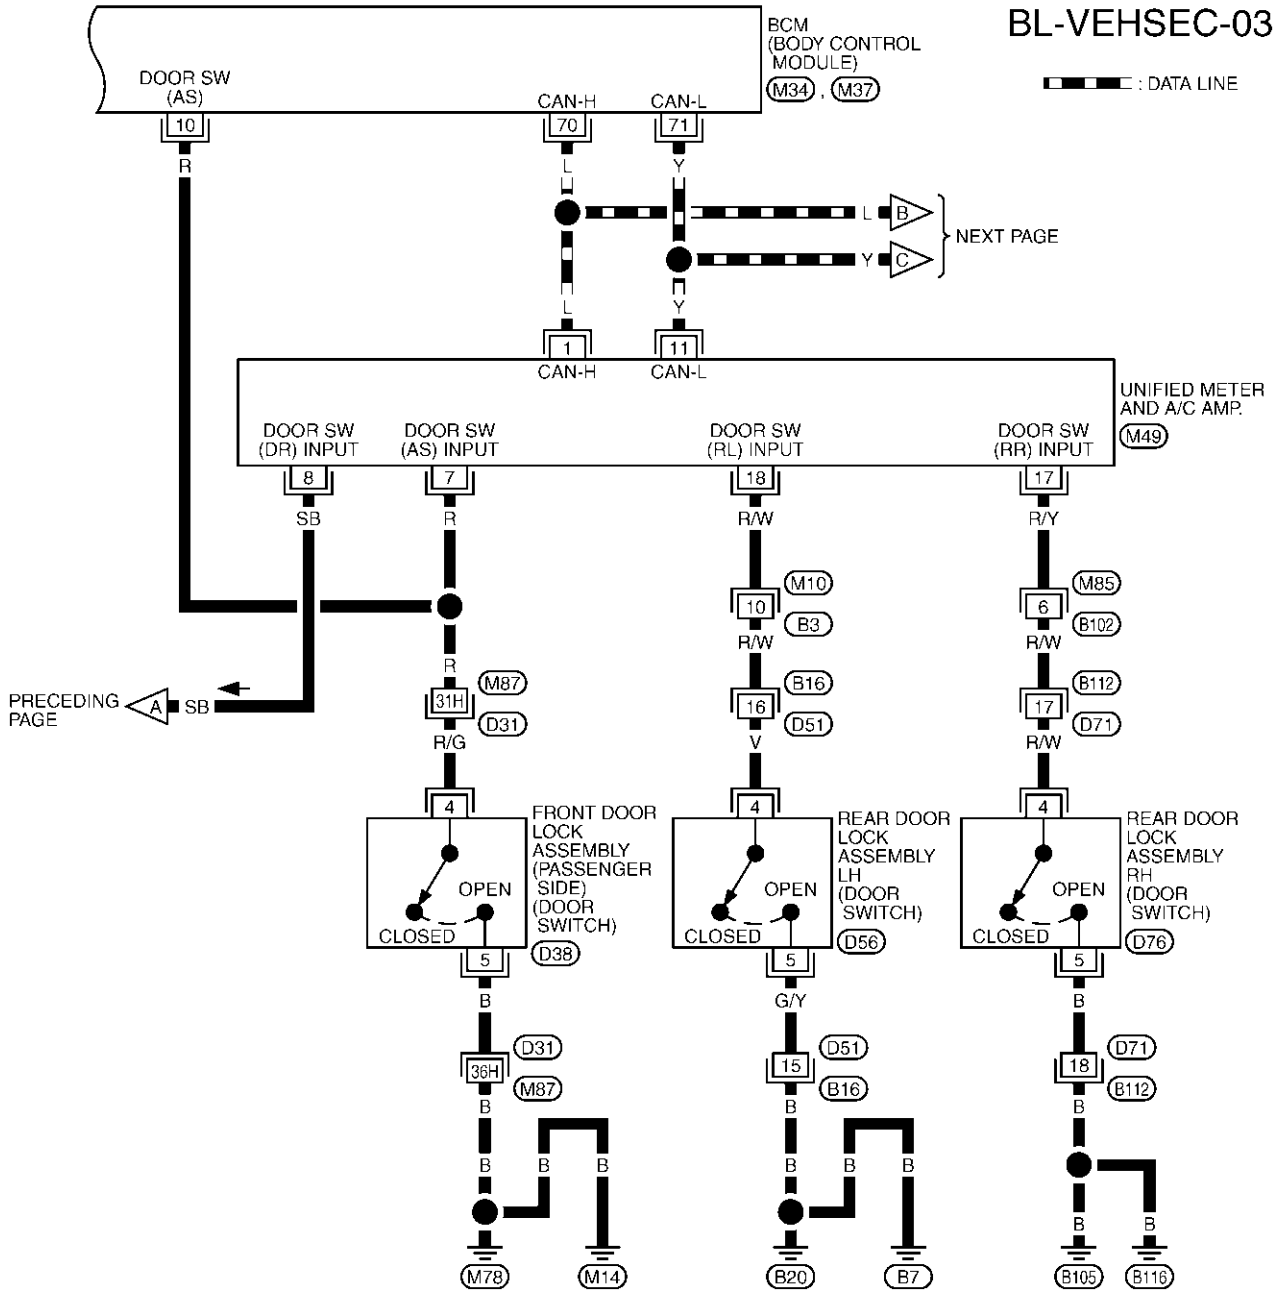 BL-VEHSEC-03
: DATA LINE
BCM
(BODY CONTROL
MODULE)
M34 , M37
DOOR SW
(AS)
CAN-H
CAN-L
10
70
71
R
L
Y
L
B
Y
C
NEXT PAGE
L
Y
1
11
CAN-H
CAN-L
UNIFIED METER
AND A/C AMP.
M49
DOOR SW
(DR) INPUT
DOOR SW
(AS) INPUT
DOOR SW
(RL) INPUT
DOOR SW
(RR) INPUT
8
7
18
17
SB
R
R/W
R/Y
M10
10
B3
M85
6
B102
R
R/W
R/W
PRECEDING
PAGE
A
SB
M87
31H
D31
B16
16
D51
B112
17
D71
R/G
V
R/W
4
4
4
FRONT DOOR
LOCK
ASSEMBLY
(PASSENGER
SIDE)
(DOOR
SWITCH)
D38
OPEN
CLOSED
REAR DOOR
LOCK
ASSEMBLY
LH
(DOOR
SWITCH)
D56
OPEN
CLOSED
REAR DOOR
LOCK
ASSEMBLY
RH
(DOOR
SWITCH)
D76
OPEN
CLOSED
5
5
5
B
G/Y
B
D31
36H
M87
D51
15
B16
D71
18
B112
B
B
B
B
B
B
B
B
B
B
B
M78
M14
B20
B7
B105
B116